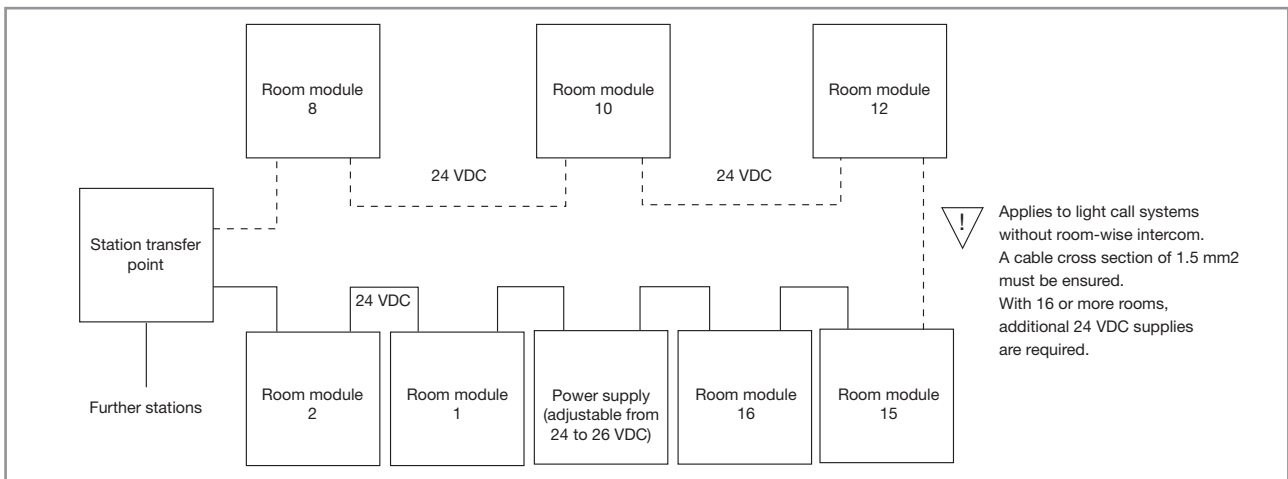 Room module
8
Room module
10
Room module
12
24 VDC
24 VDC
Station transfer
point
!
Applies to light call systems
without room-wise intercom.
A cable cross section of 1.5 mm2
must be ensured.
With 16 or more rooms,
additional 24 VDC supplies
are required.
24 VDC
Further stations
Room module
2
Room module
1
Power supply
(adjustable from
24 to 26 VDC)
Room module
16
Room module
15